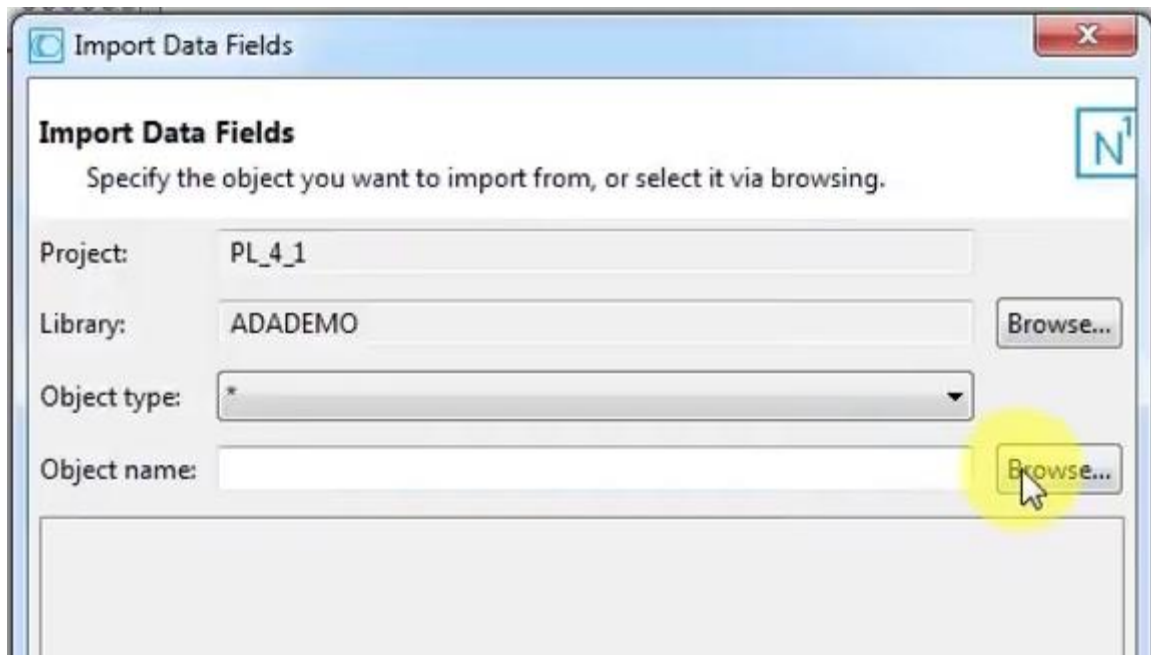 Import Data Fields
Import Data Fields
N1
Specify the object you want to import from, or select it via browsing.
Project: PL_4_1
Library: ADADEMO Browse...
Object type: *
Object name: Browse...